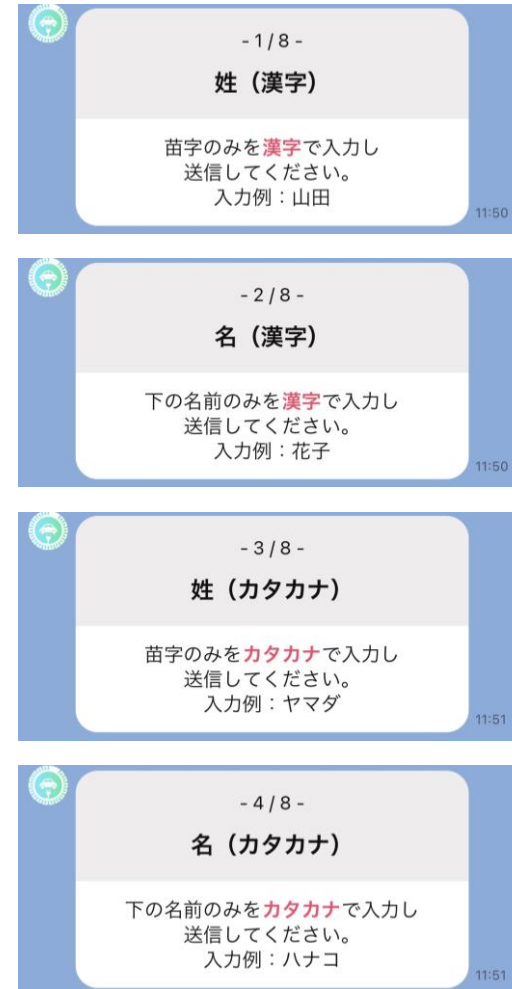 - 1 / 8 -
姓（漢字）
苗字のみを漢字で入力し
送信してください。
入力例：山田
11:50
- 2 / 8 -
名（漢字）
下の名前のみを漢字で入力し
送信してください。
入力例：花子
11:50
- 3 / 8 -
姓（カタカナ）
苗字のみをカタカナで入力し
送信してください。
入力例：ヤマダ
11:51
- 4 / 8 -
名（カタカナ）
下の名前のみをカタカナで入力し
送信してください。
入力例：ハナコ
11:51